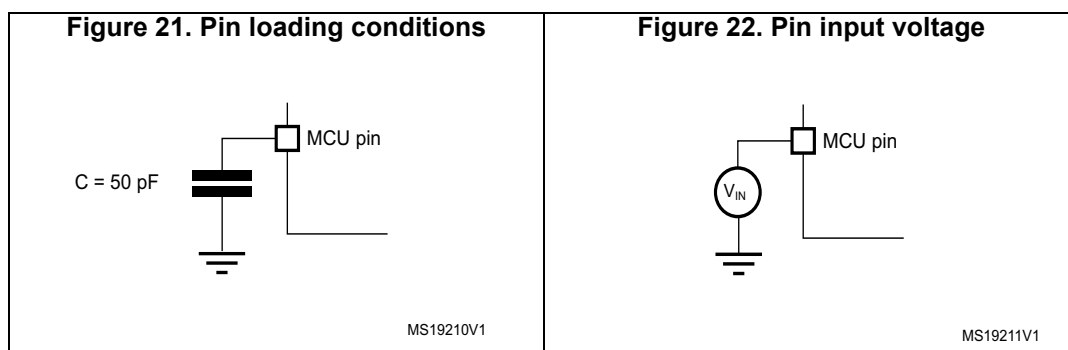 Figure 21. Pin loading conditions
MCU pin
C = 50 pF
MS19210V1
Figure 22. Pin input voltage
MCU pin
VIN
MS19211V1